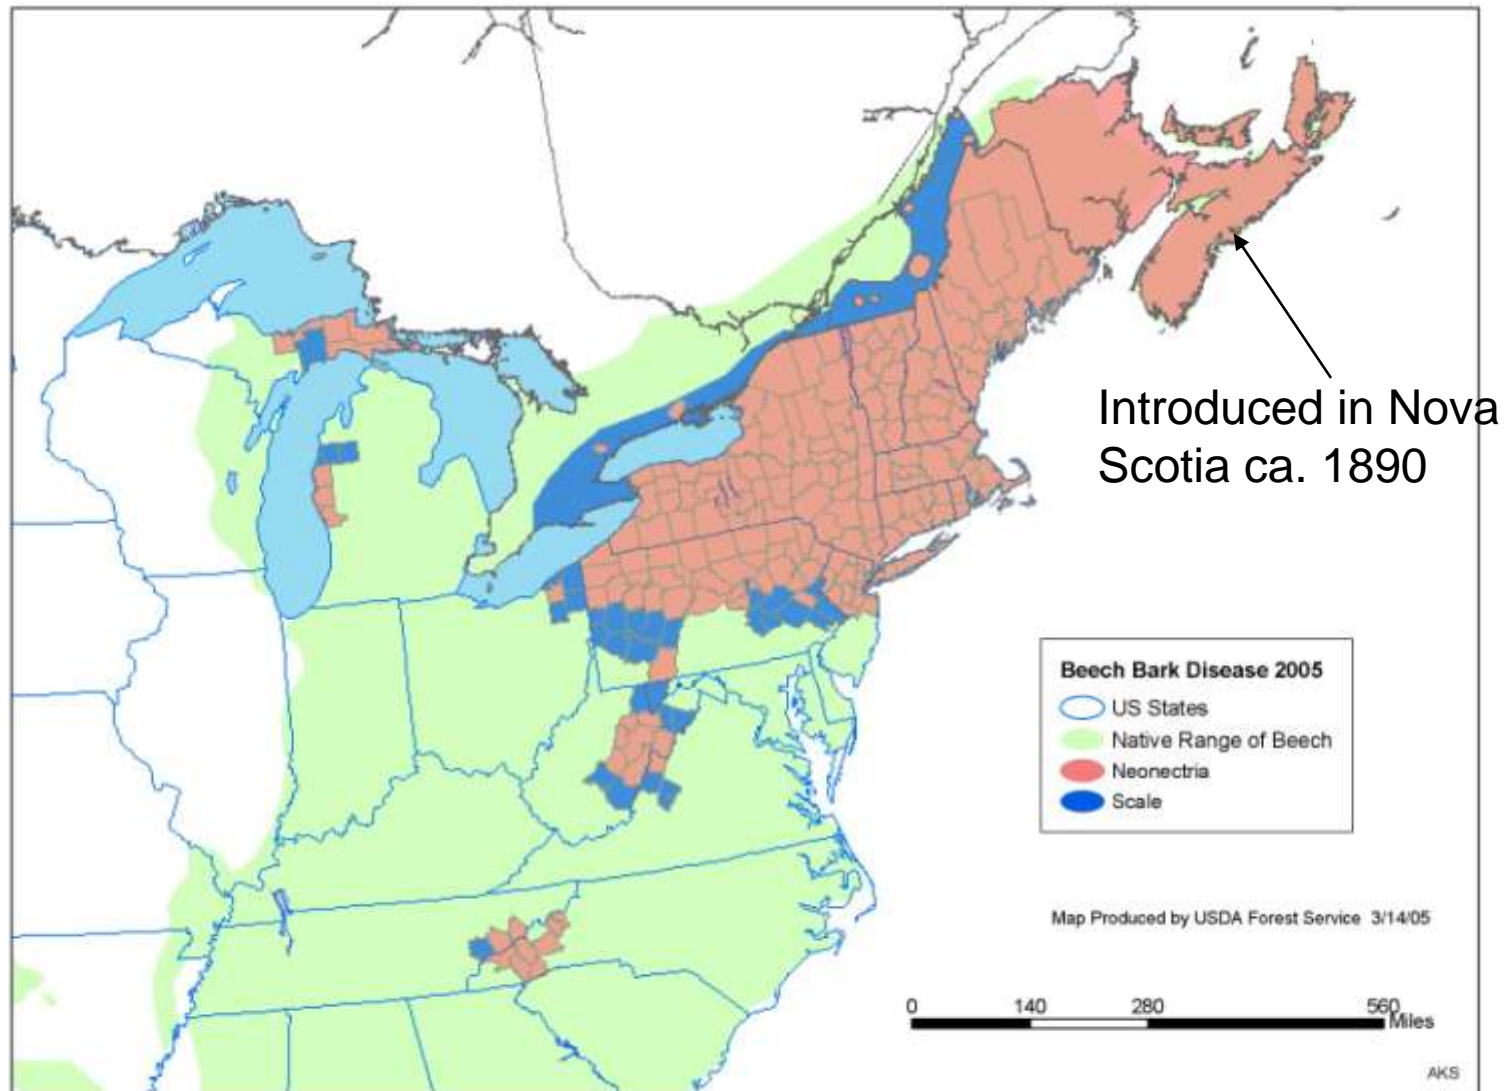 Introduced in Nova
Scotia ca. 1890
Beech Bark Disease 2005
US States
Native Range of Beech
Neonectria
Scale
Map Produced by USDA Forest Service 3/14/05
0 140 280 560
Miles
AKS